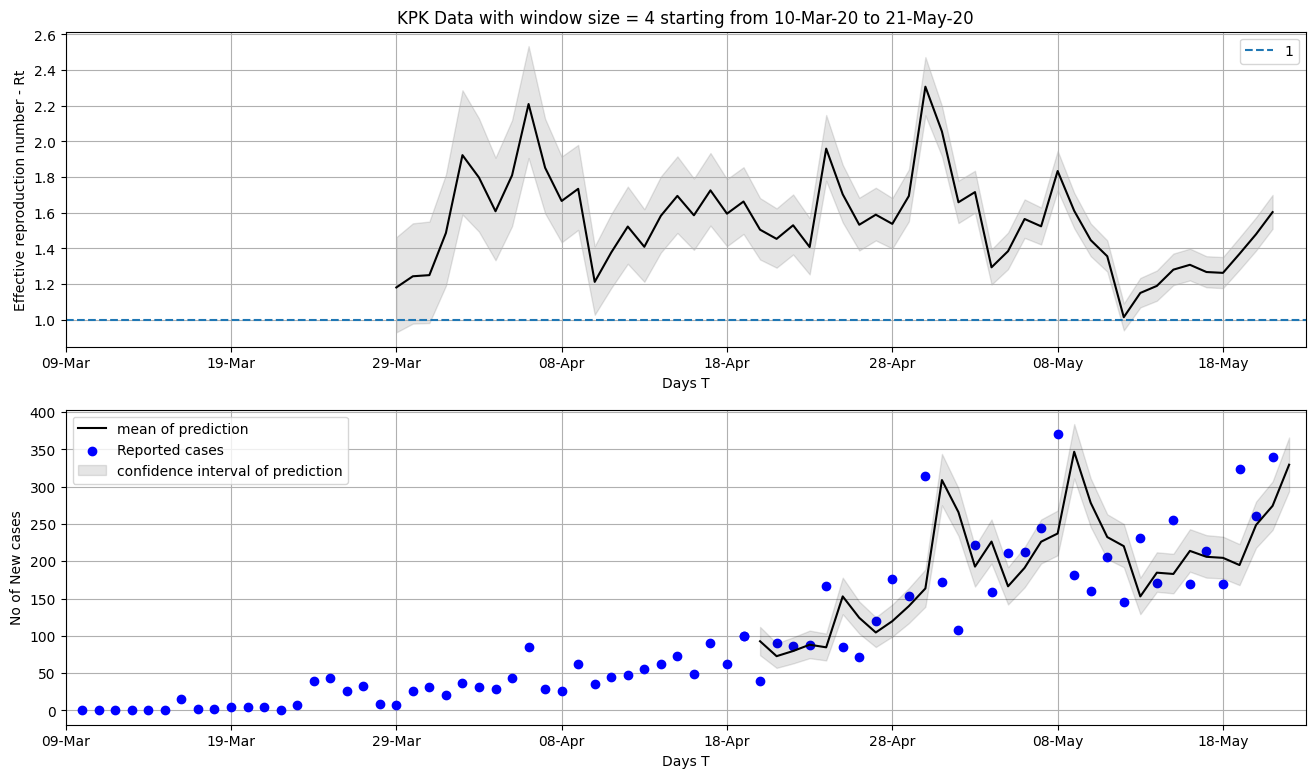 KPK Data with window size = 4 starting from 10-Mar-20 to 21-May-20
2.6
2.4
2.2
2.0
1.8
1.6
1.4
1.2
1.0
Effective reproduction number - Rt
1
09-Mar
19-Mar
29-Mar
08-Apr
18-Apr
28-Apr
08-May
18-May
Days T
400
350
300
250
200
150
100
50
0
No of New cases
mean of prediction
Reported cases
confidence interval of prediction
09-Mar
19-Mar
29-Mar
08-Apr
18-Apr
28-Apr
08-May
18-May
Days T